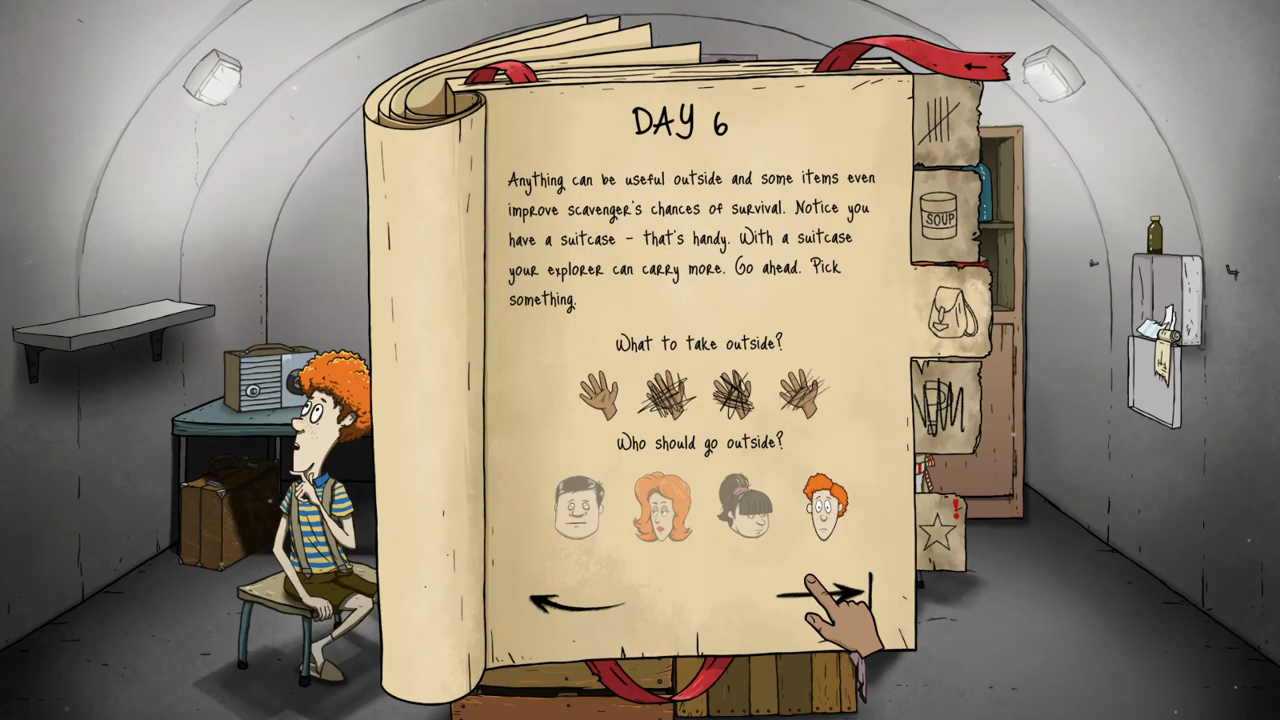 DAY 6
Anything can be useful outside and some items even
improve scavenger's chances of survival. Notice you
have a suitcase - that's handy. With a suitcase
your explorer can carry more. Go ahead. Pick
something.
What to take outside?
Who should go outside?
SOUP